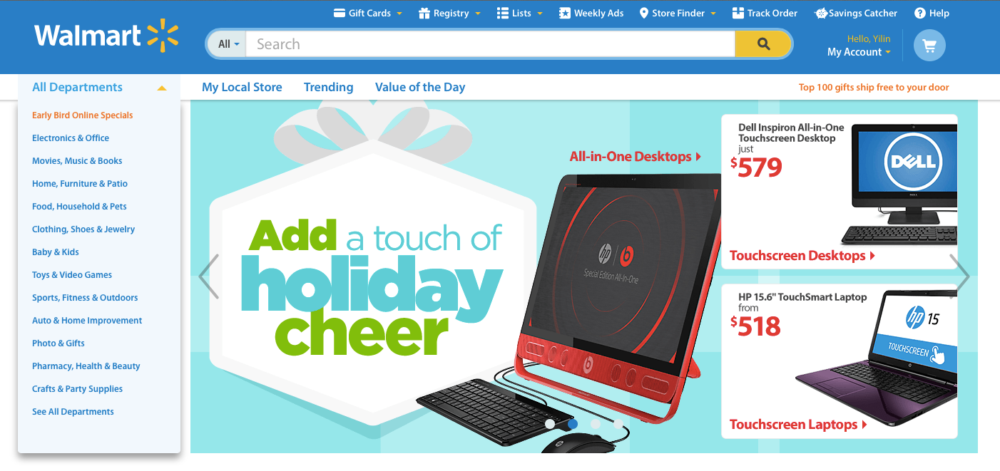 Gift Cards
Registry
Lists
Weekly Ads
Store Finder
Track Order
Savings Catcher
Help
Walmart
All
Search
Hello, Yilin
My Account
All Departments
My Local Store
Trending
Value of the Day
Top 100 gifts ship free to your door
Early Bird Online Specials
Electronics & Office
Movies, Music & Books
Home, Furniture & Patio
Food, Household & Pets
Clothing, Shoes & Jewelry
Baby & Kids
Toys & Video Games
Sports, Fitness & Outdoors
Auto & Home Improvement
Photo & Gifts
Pharmacy, Health & Beauty
Crafts & Party Supplies
See All Departments
Add a touch of
holiday
cheer
All-in-One Desktops
hp b
Special Edition All-In-One
b
Dell Inspiron All-in-One
Touchscreen Desktop
just
$579
DELL
DELL
Touchscreen Desktops
HP 15.6" TouchSmart Laptop
from
$518
hp 15
TOUCHSCREEN
Touchscreen Laptops